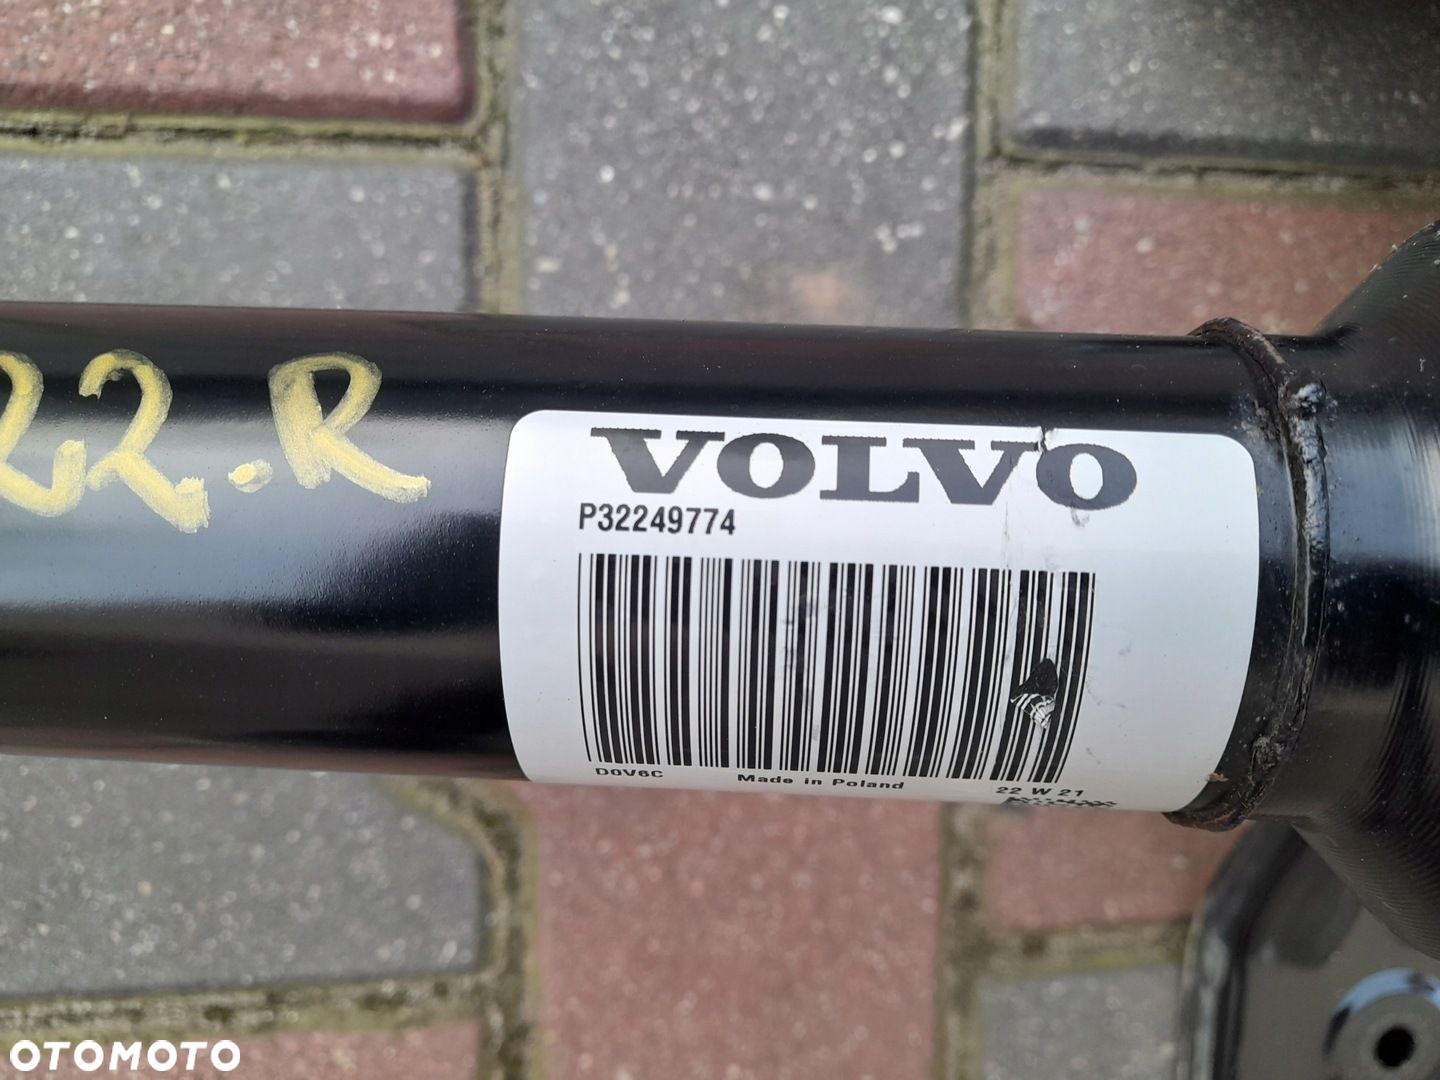 22.R
VOLVO
P32249774
D0V6C Made in Poland 22 W 21
OTOMOTO